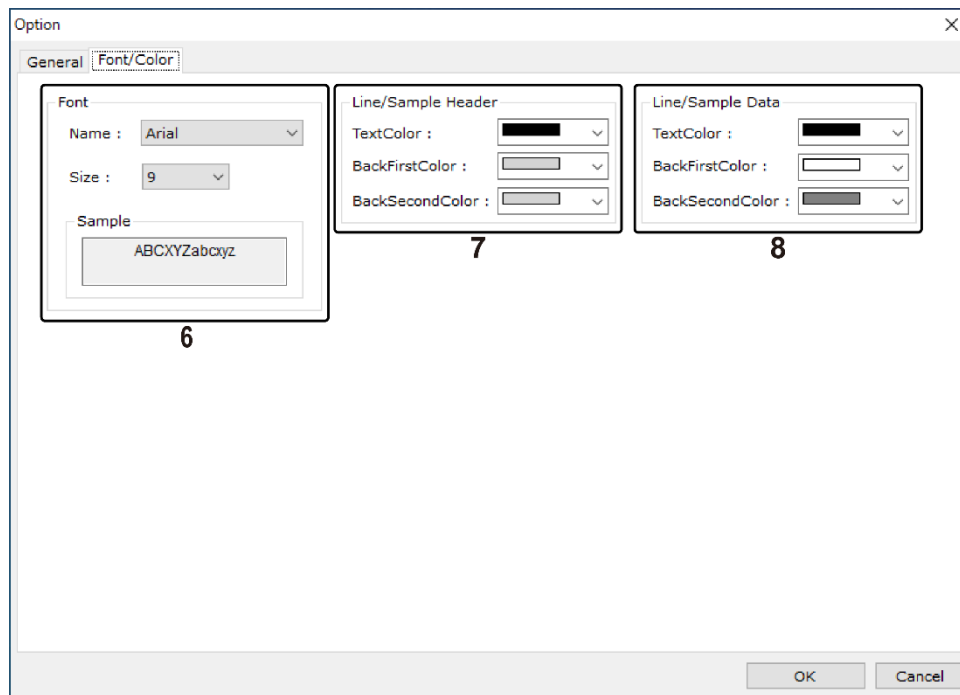 Option
General Font/Color
Font
Name : Arial
Size : 9
Sample
ABCXYZabcxyz
6
Line/Sample Header
TextColor :
BackFirstColor :
BackSecondColor :
7
Line/Sample Data
TextColor :
BackFirstColor :
BackSecondColor :
8
OK Cancel